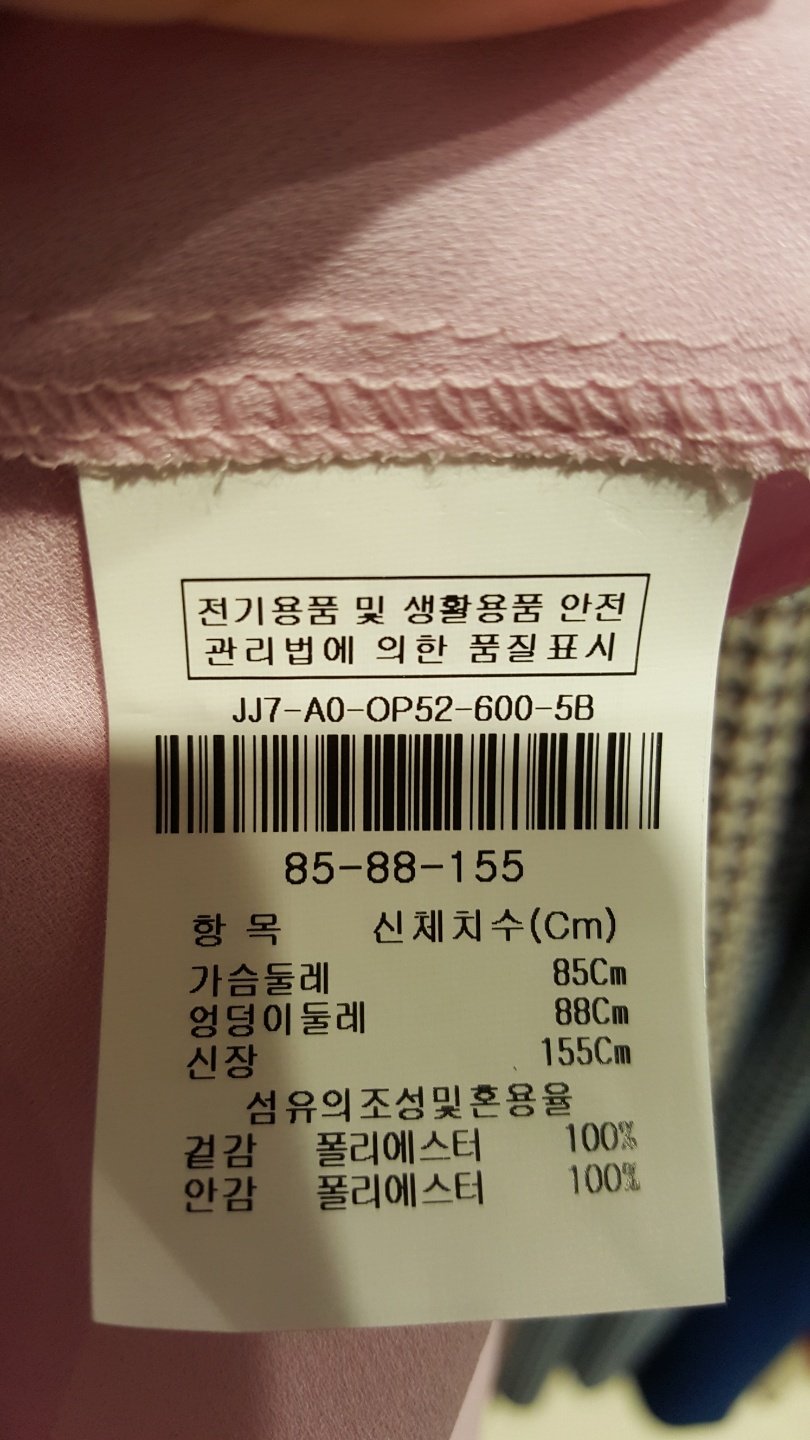 전기용품 및 생활용품 안전
관리법에 의한 품질표시
JJ7-A0-OP52-600-5B
85-88-155
항 목 신체치수(Cm)
가슴둘레 85Cm
엉덩이둘레 88Cm
신장 155Cm
섬유의조성및혼용율
겉감 폴리에스터 100%
안감 폴리에스터 100%